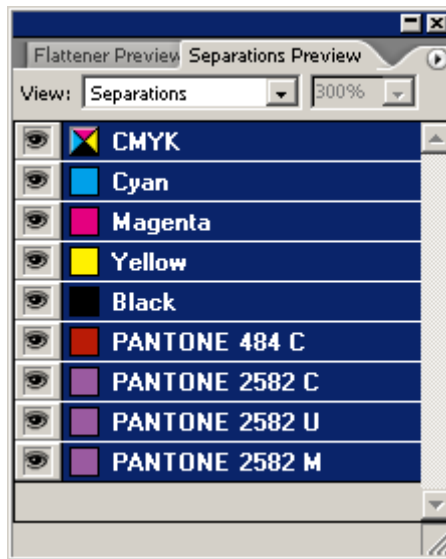 Flattener Preview Separations Preview
View: Separations 300%
CMYK
Cyan
Magenta
Yellow
Black
PANTONE 484 C
PANTONE 2582 C
PANTONE 2582 U
PANTONE 2582 M